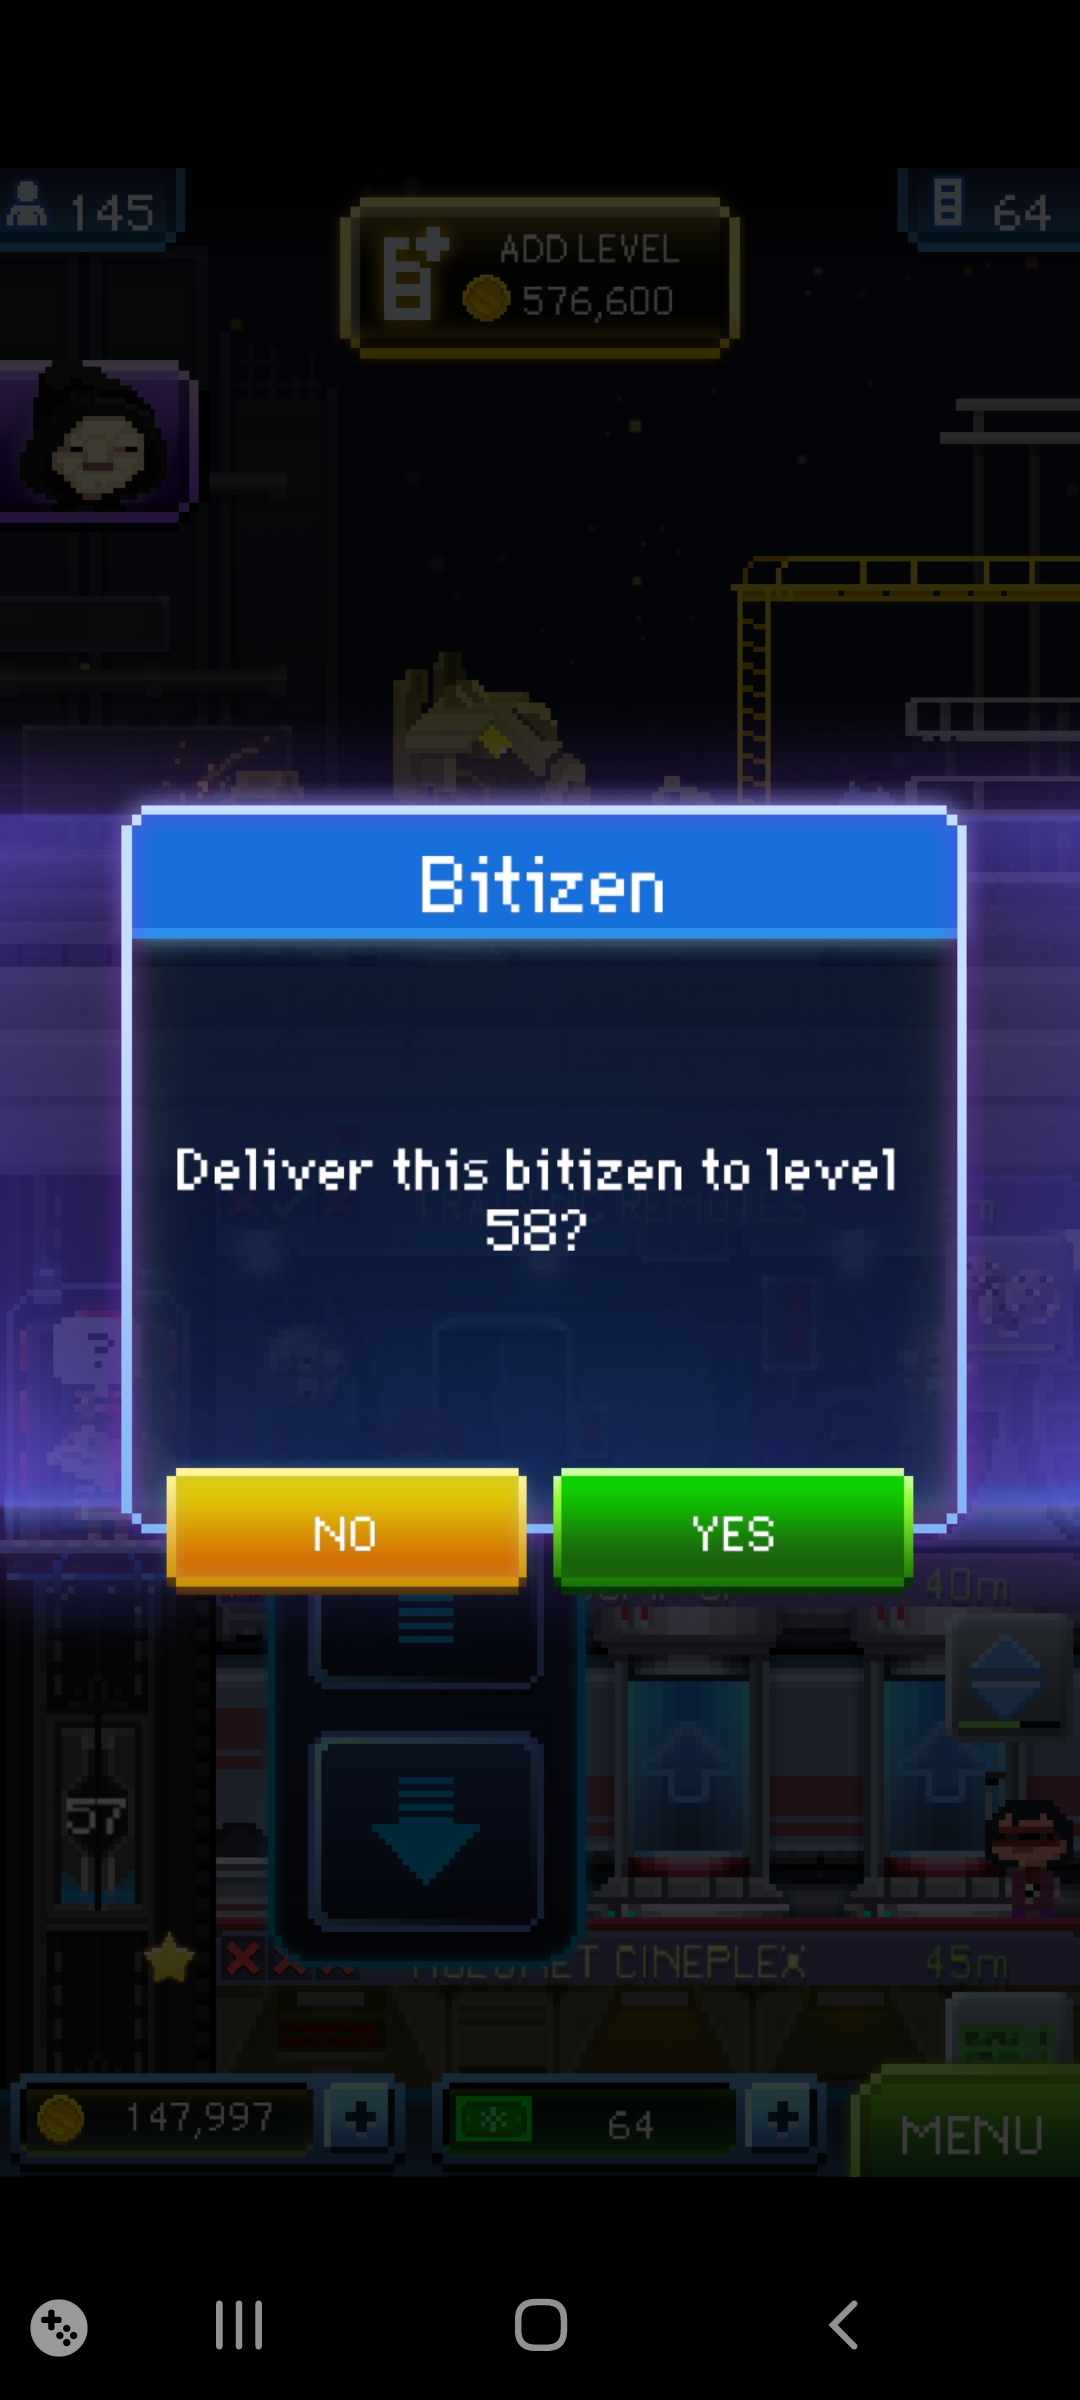 145
64
ADD LEVEL
576,600
Bitizen
Deliver this bitizen to level
58?
?
NO
YES
40m
57
CINEPLEX
45m
147,997
64
MENU